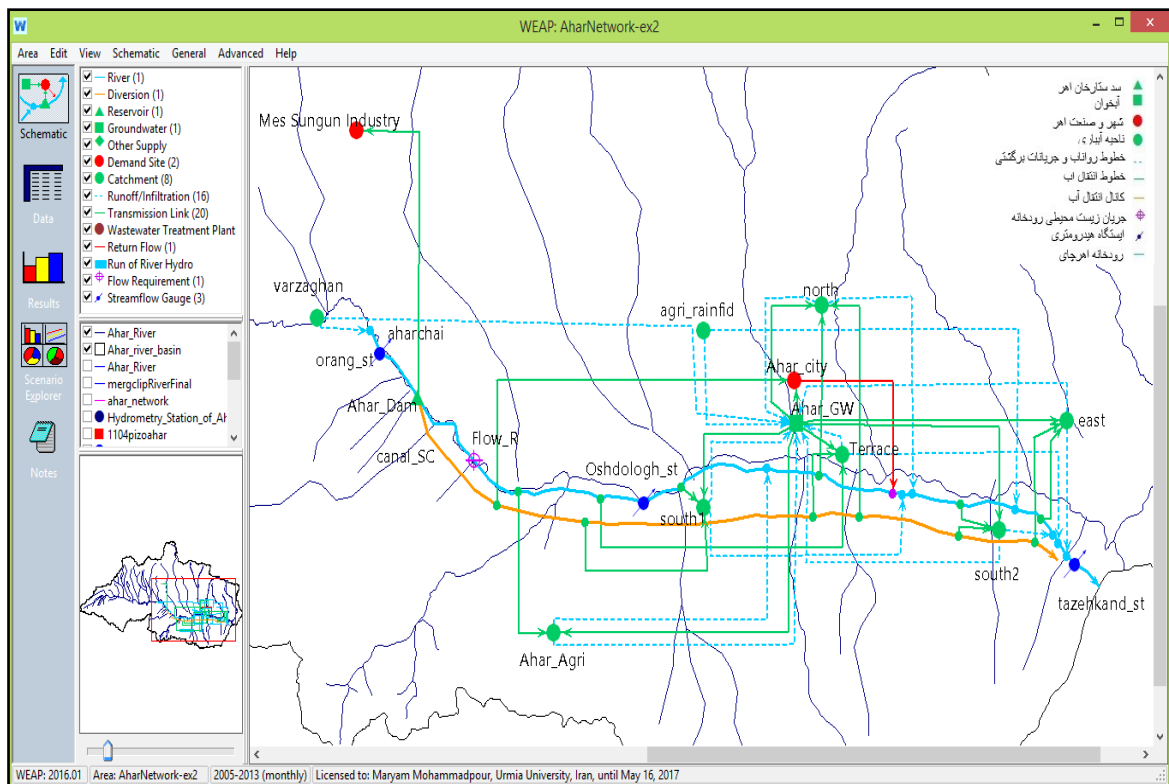 WEAP: AharNetwork-ex2
Area Edit View Schematic General Advanced Help
Schematic
Data
Results
Scenario
Explorer
Notes
River (1)
Diversion (1)
Reservoir (1)
Groundwater (1)
Other Supply
Demand Site (2)
Catchment (8)
Runoff/Infiltration (16)
Transmission Link (20)
Wastewater Treatment Plant
Return Flow (1)
Run of River Hydro
Flow Requirement (1)
Streamflow Gauge (3)
Ahar_River
Ahar_river_basin
Ahar_River
mergclipRiverFinal
ahar_network
Hydrometry_Station_of_Ah
1104pizoahar
سد ستارخان اهر
آبخوان
شهر و صنعت اهر
ناحیه آبیاری
خطوط رواناب و جریانات برگشتی
خطوط انتقال اب
کانال انتقال آب
جریان زیست محیطی رودخانه
ایستگاه هیدرومتری
رودخانه اهرچای
Mes Sungun Industry
varzaghan
aharchai
orang_st
Ahar_Dam
canal_SC
Flow_R
Oshdologh_st
south1
agri_rainfid
north
Ahar_city
Ahar_GW
Terrace
east
south2
tazehkand_st
Ahar_Agri
WEAP: 2016.01 Area: AharNetwork-ex2 2005-2013 (monthly) Licensed to: Maryam Mohammadpour, Urmia University, Iran, until May 16, 2017